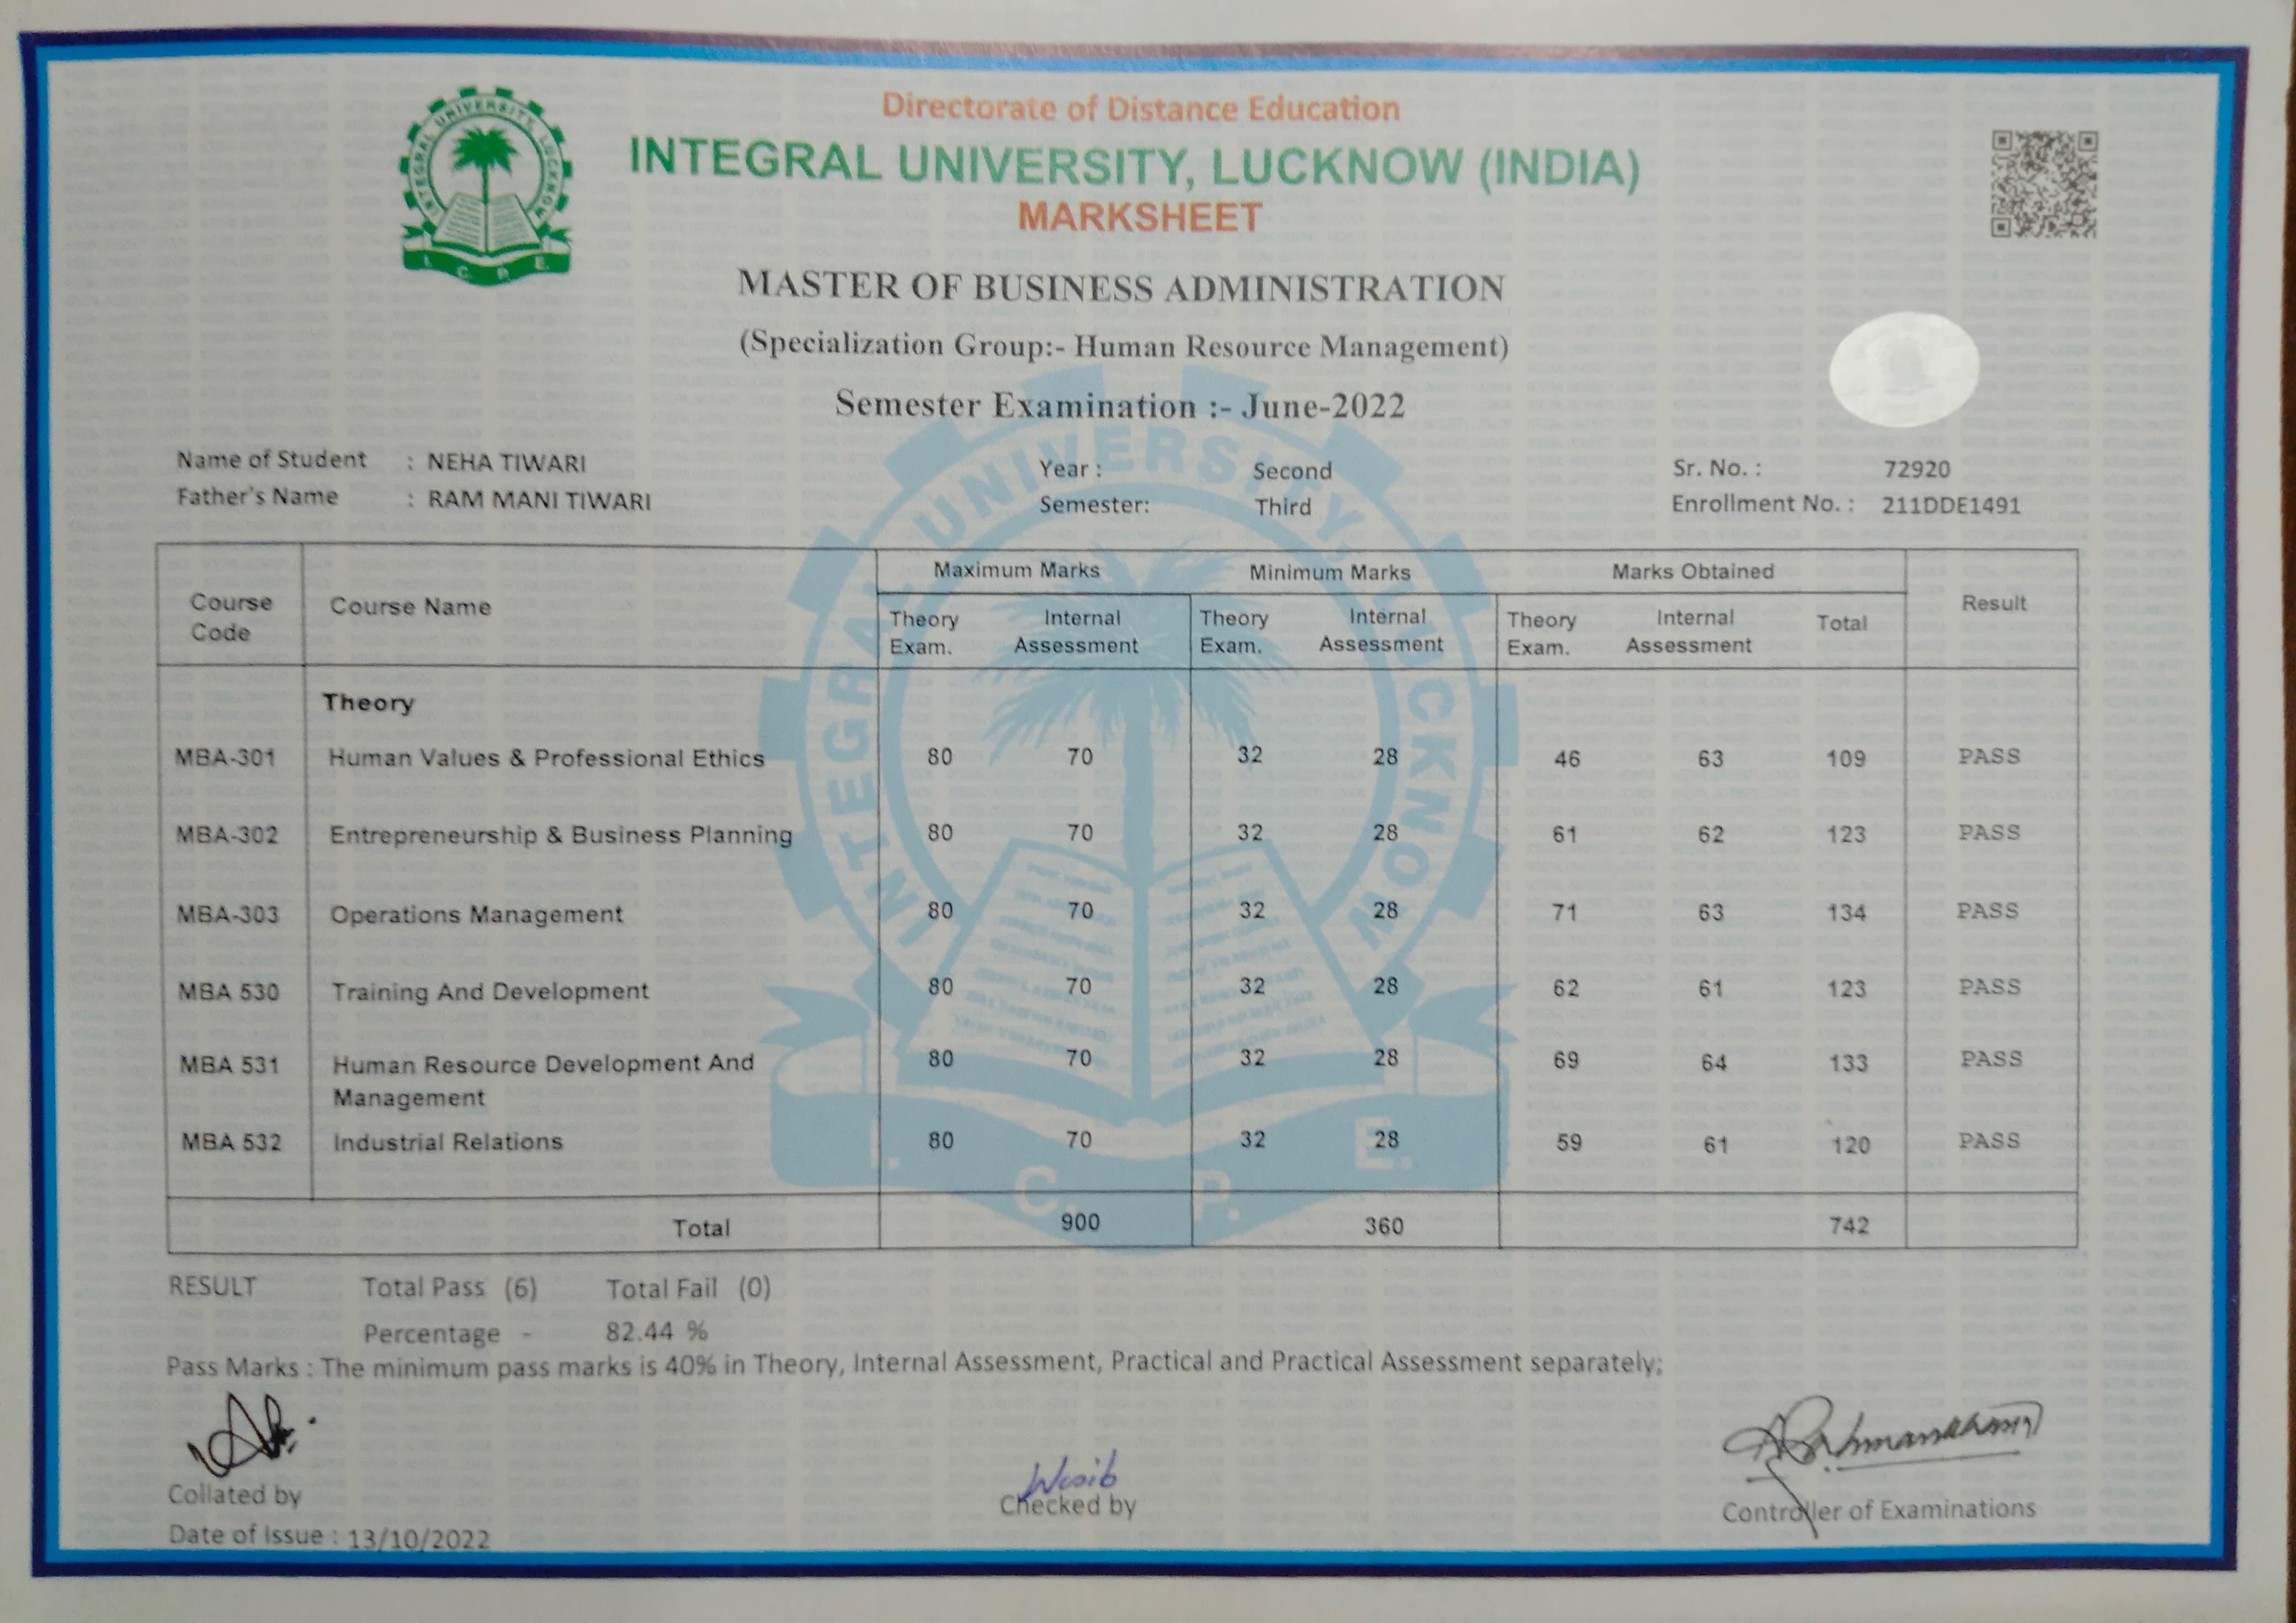 Directorate of Distance Education
INTEGRAL UNIVERSITY, LUCKNOW (INDIA)
MARKSHEET
INTEGRAL UNIVERSITY, LUCKNOW
I. C. P. E.
MASTER OF BUSINESS ADMINISTRATION
(Specialization Group:- Human Resource Management)
Semester Examination :- June-2022
Name of Student : NEHA TIWARI Year : Second Sr. No. : 72920
Father's Name : RAM MANI TIWARI Semester: Third Enrollment No. : 211DDE1491
Maximum Marks Minimum Marks Marks Obtained
Course Code Course Name Theory Exam. Internal Assessment Theory Exam. Internal Assessment Theory Exam. Internal Assessment Total Result
Theory
MBA-301 Human Values & Professional Ethics 80 70 32 28 46 63 109 PASS
MBA-302 Entrepreneurship & Business Planning 80 70 32 28 61 62 123 PASS
MBA-303 Operations Management 80 70 32 28 71 63 134 PASS
MBA 530 Training And Development 80 70 32 28 62 61 123 PASS
MBA 531 Human Resource Development And 80 70 32 28 69 64 133 PASS
Management
MBA 532 Industrial Relations 80 70 32 28 59 61 120 PASS
Total 900 360 742
INTEGRAL UNIVERSITY, LUCKNOW
I. C. P. E.
RESULT Total Pass (6) Total Fail (0)
Percentage - 82.44 %
Pass Marks : The minimum pass marks is 40% in Theory, Internal Assessment, Practical and Practical Assessment separately;
Collated by Checked by Controller of Examinations
Date of Issue : 13/10/2022